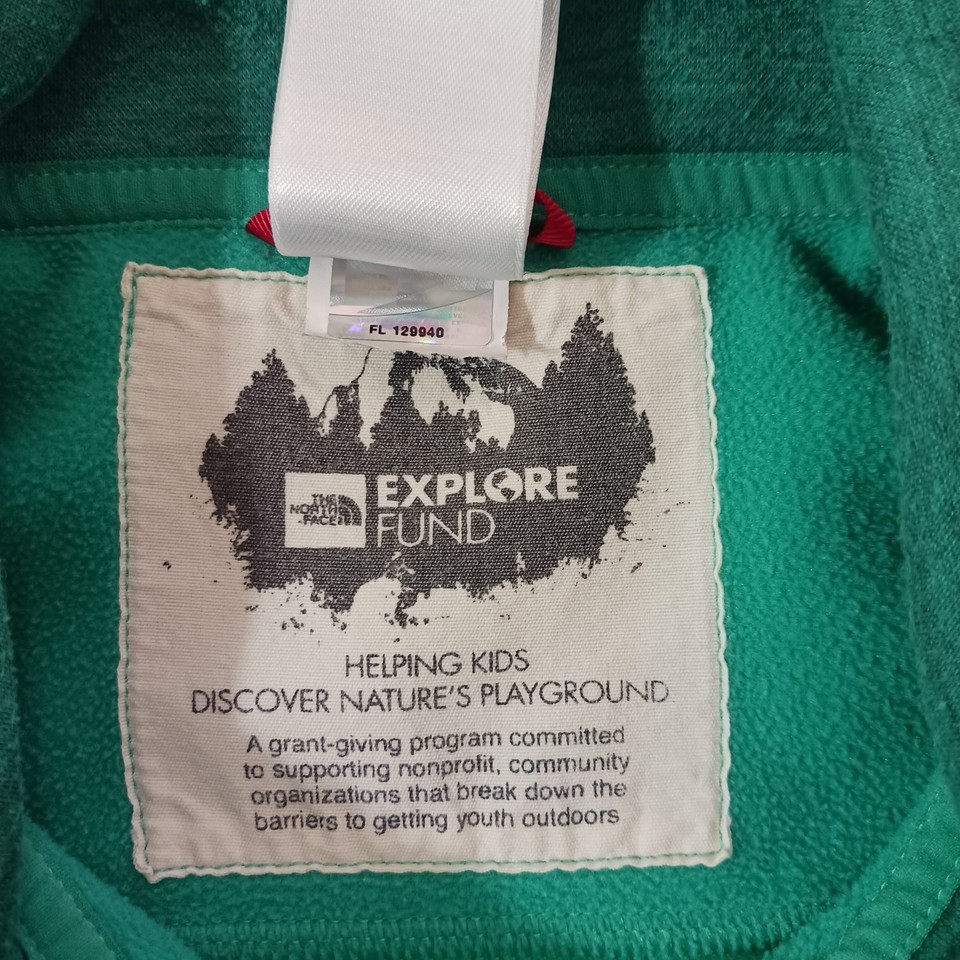 FL 129940
THE
NORTH
FACE
EXPLORE
FUND
HELPING KIDS
DISCOVER NATURE'S PLAYGROUND
A grant-giving program committed
to supporting nonprofit, community
organizations that break down the
barriers to getting youth outdoors